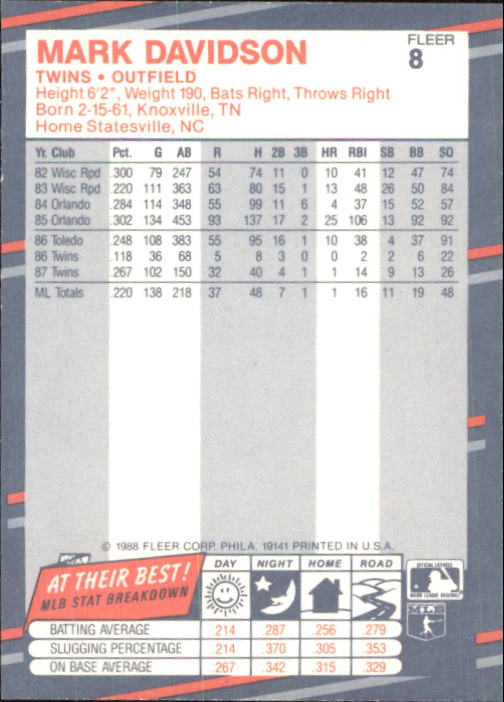 FLEER
8
MARK DAVIDSON
TWINS • OUTFIELD
Height 6'2", Weight 190, Bats Right, Throws Right
Born 2-15-61, Knoxville, TN
Home Statesville, NC
Yr. Club Pct. G AB R H 2B 3B HR RBI SB BB SO
82 Wisc Rpd .300 79 247 54 74 11 0 10 41 12 47 74
83 Wisc Rpd .220 111 363 63 80 15 1 13 48 26 50 84
84 Orlando .284 114 348 55 99 11 6 4 37 15 52 57
85 Orlando .302 134 453 93 137 17 2 25 106 13 92 92
86 Toledo .248 108 383 55 95 16 1 10 38 4 37 91
86 Twins .118 36 68 5 8 3 0 0 2 2 6 22
87 Twins .267 102 150 32 40 4 1 1 14 9 13 26
ML Totals .220 138 218 37 48 7 1 1 16 11 19 48
© 1988 FLEER CORP. PHILA. 19141 PRINTED IN U.S.A.
AT THEIR BEST!
MLB STAT BREAKDOWN
DAY NIGHT HOME ROAD
BATTING AVERAGE .214 .287 .256 .279
SLUGGING PERCENTAGE .214 .370 .305 .353
ON BASE AVERAGE .267 .342 .315 .329
OFFICIAL LICENSEE
MAJOR LEAGUE BASEBALL
MLB